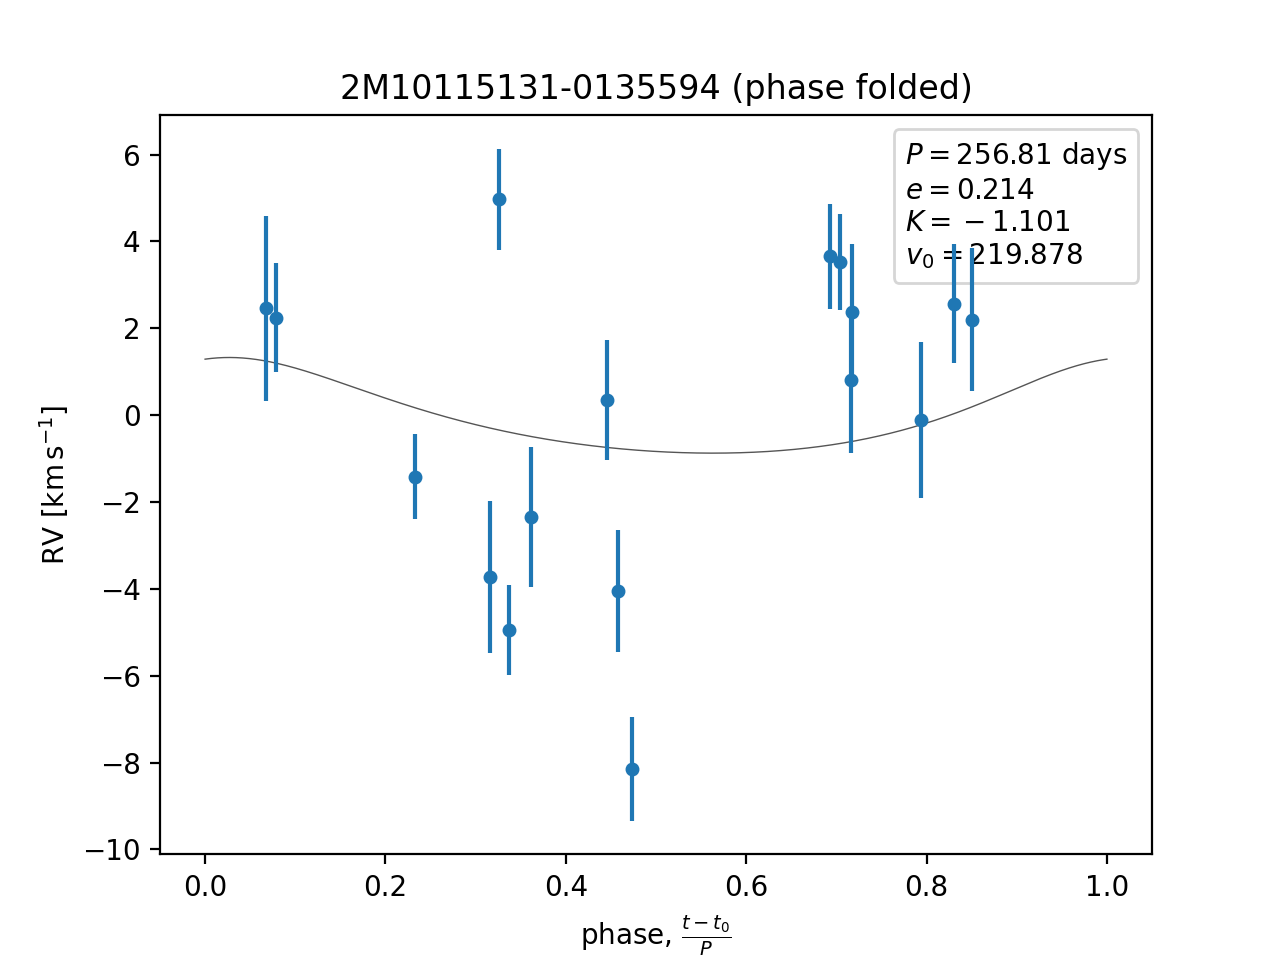 2M10115131-0135594 (phase folded)
P = 256.81 days
e = 0.214
K = −1.101
v₀ = 219.878
6
4
2
0
−2
−4
−6
−8
−10
RV [km s⁻¹]
0.0 0.2 0.4 0.6 0.8 1.0
phase, (t − t₀)/P